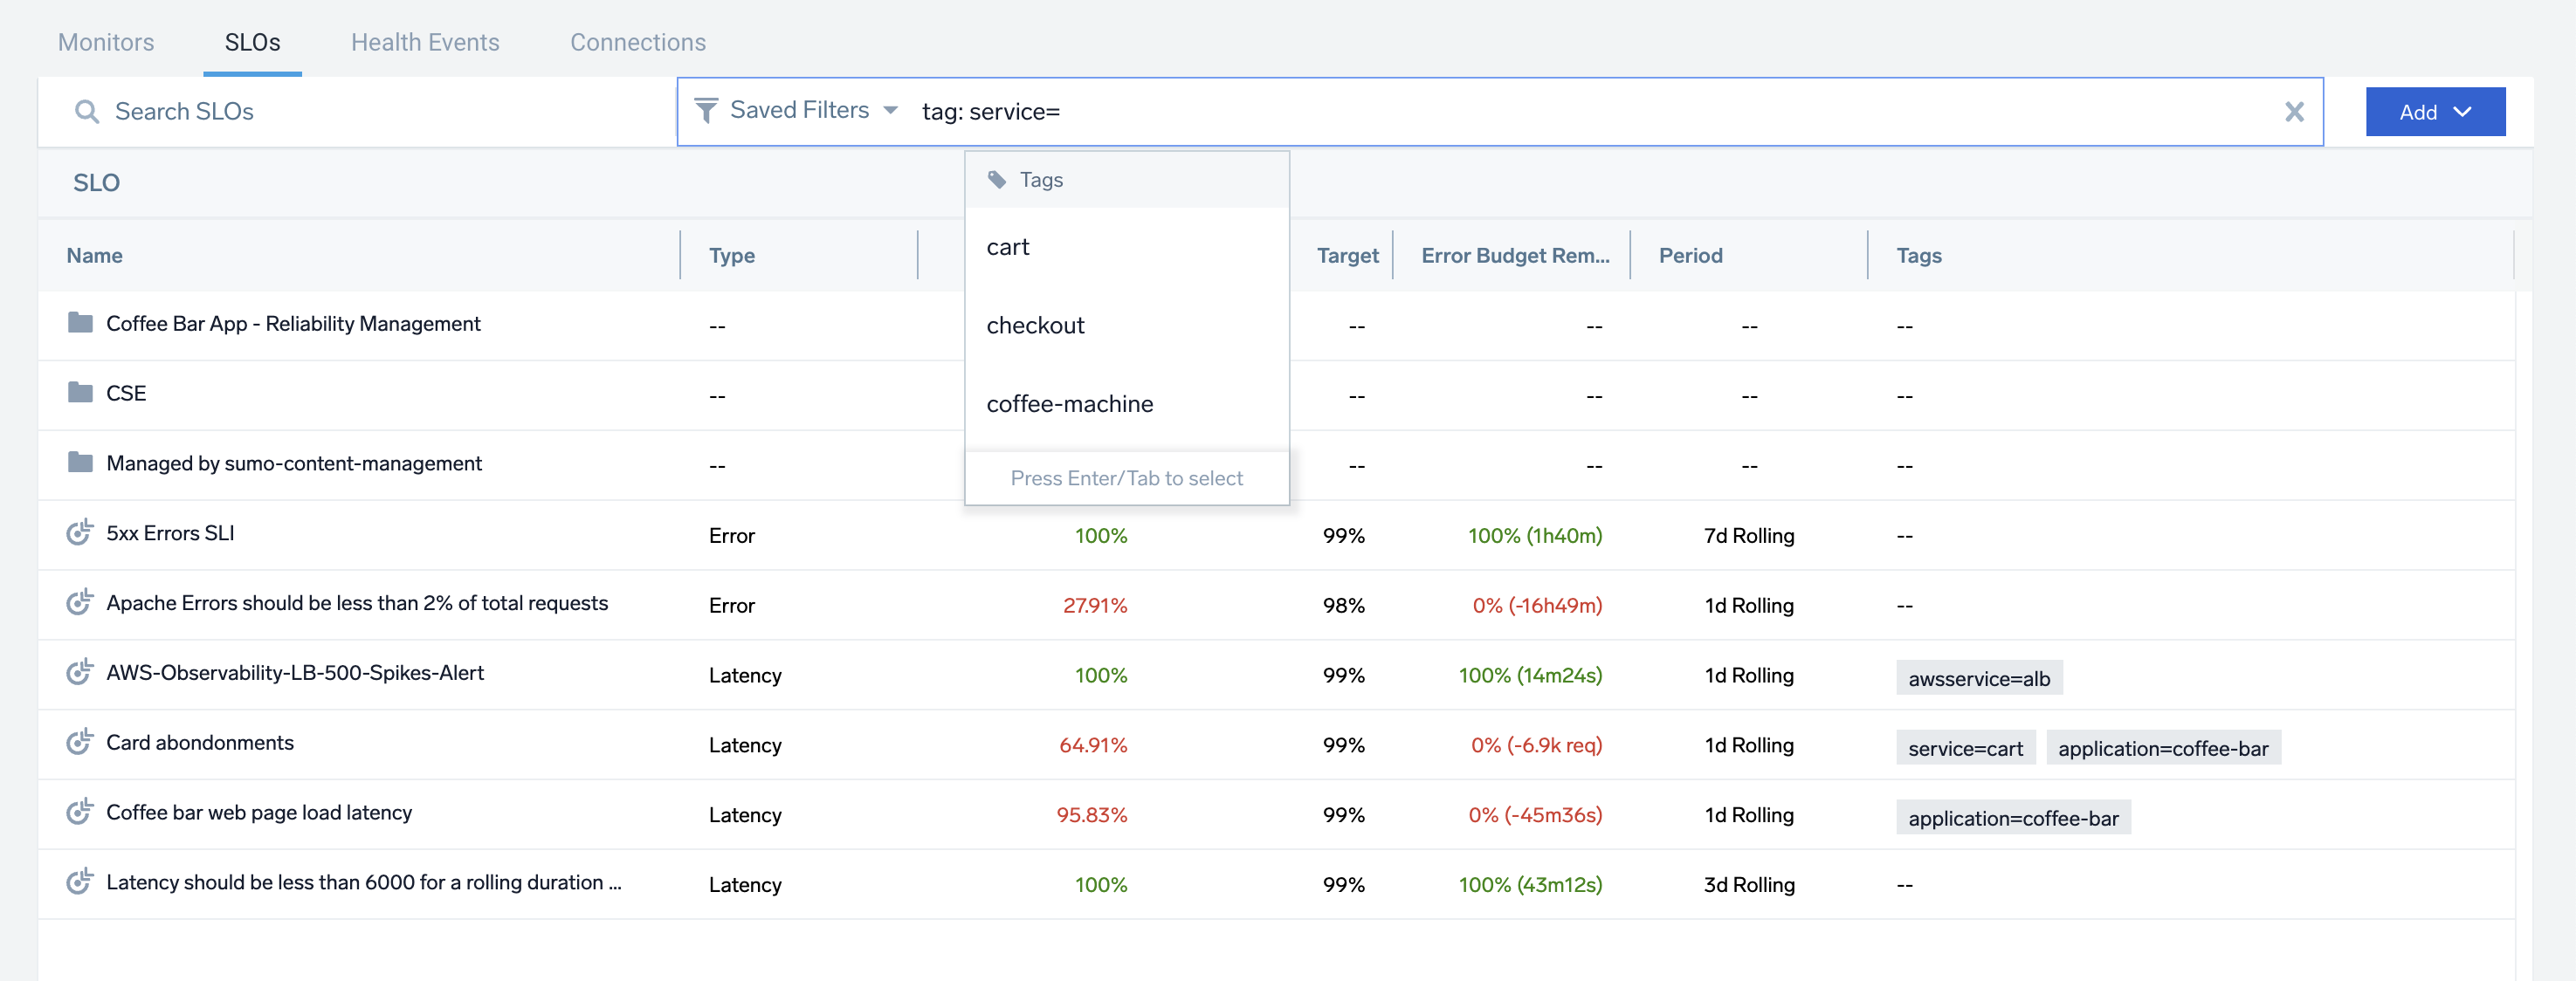 Monitors SLOs Health Events Connections
Search SLOs Saved Filters tag: service= Add
SLO
Tags
cart
checkout
coffee-machine
Press Enter/Tab to select
Name Type Target Error Budget Rem... Period Tags
Coffee Bar App - Reliability Management -- -- -- -- --
CSE -- -- -- -- --
Managed by sumo-content-management -- -- -- -- --
5xx Errors SLI Error 100% 99% 100% (1h40m) 7d Rolling --
Apache Errors should be less than 2% of total requests Error 27.91% 98% 0% (-16h49m) 1d Rolling --
AWS-Observability-LB-500-Spikes-Alert Latency 100% 99% 100% (14m24s) 1d Rolling awsservice=alb
Card abondonments Latency 64.91% 99% 0% (-6.9k req) 1d Rolling service=cart application=coffee-bar
Coffee bar web page load latency Latency 95.83% 99% 0% (-45m36s) 1d Rolling application=coffee-bar
Latency should be less than 6000 for a rolling duration ... Latency 100% 99% 100% (43m12s) 3d Rolling --